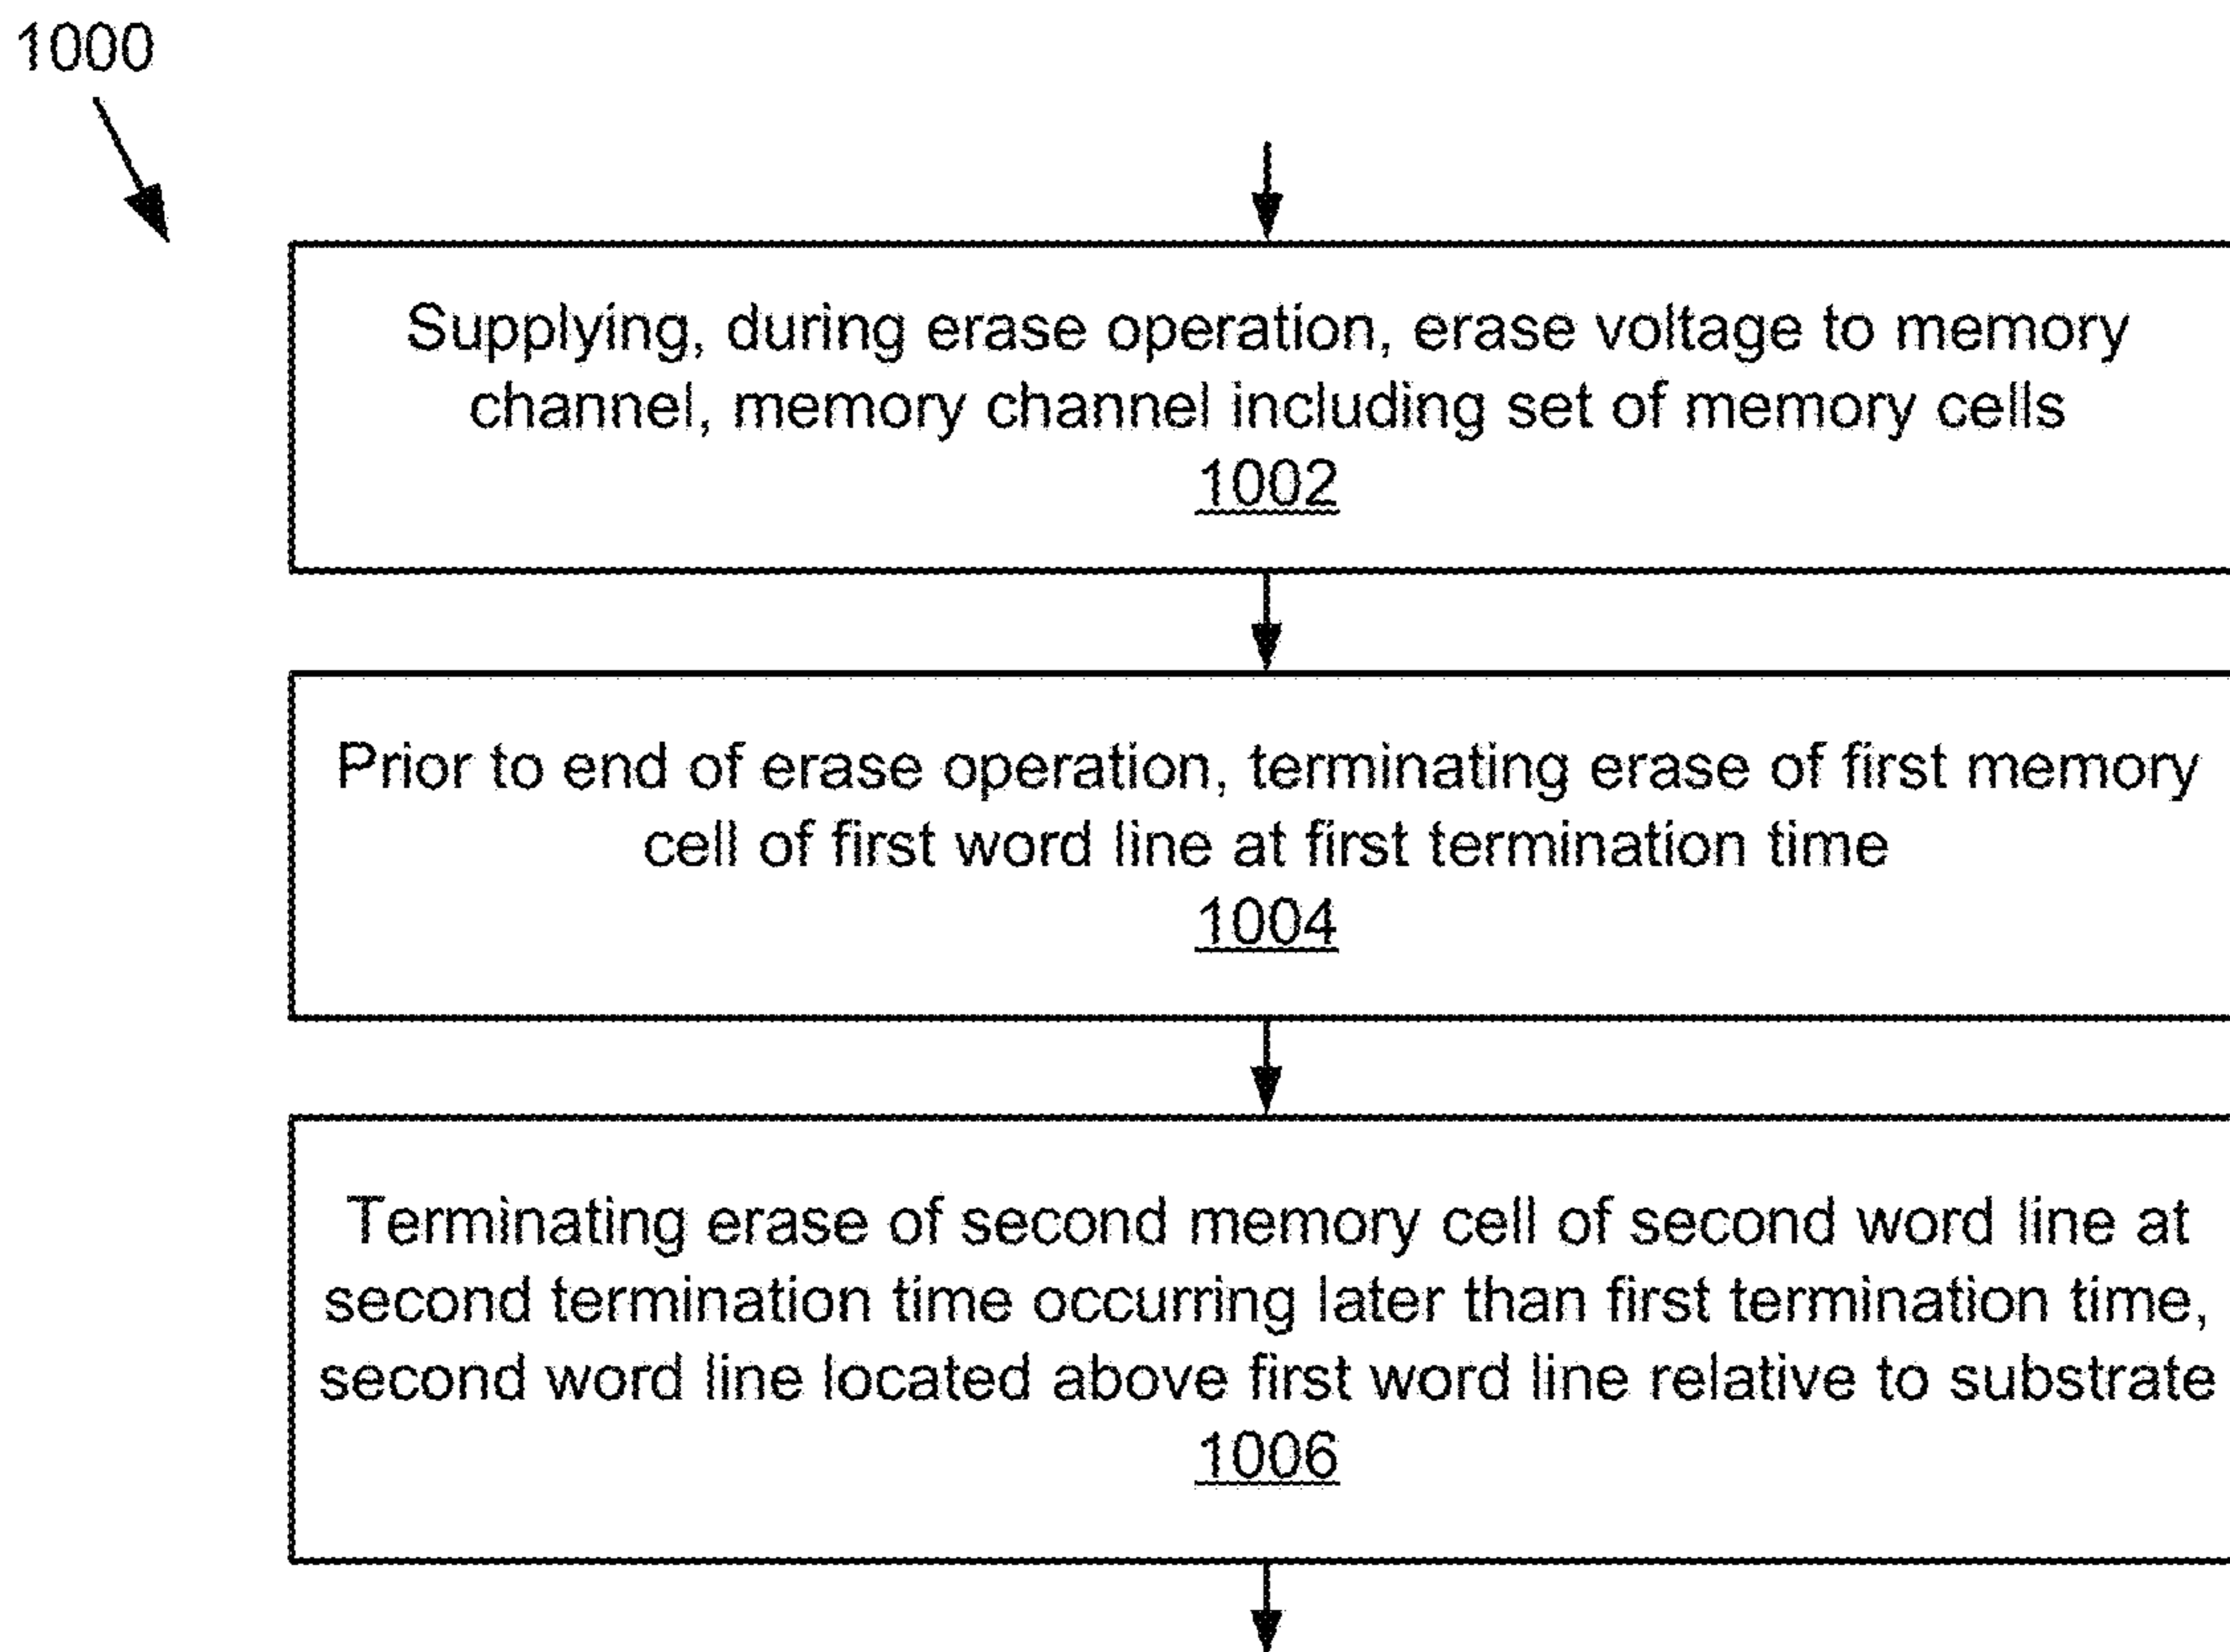 1000
Supplying, during erase operation, erase voltage to memory
channel, memory channel including set of memory cells
1002
Prior to end of erase operation, terminating erase of first memory
cell of first word line at first termination time
1004
Terminating erase of second memory cell of second word line at
second termination time occurring later than first termination time,
second word line located above first word line relative to substrate
1006